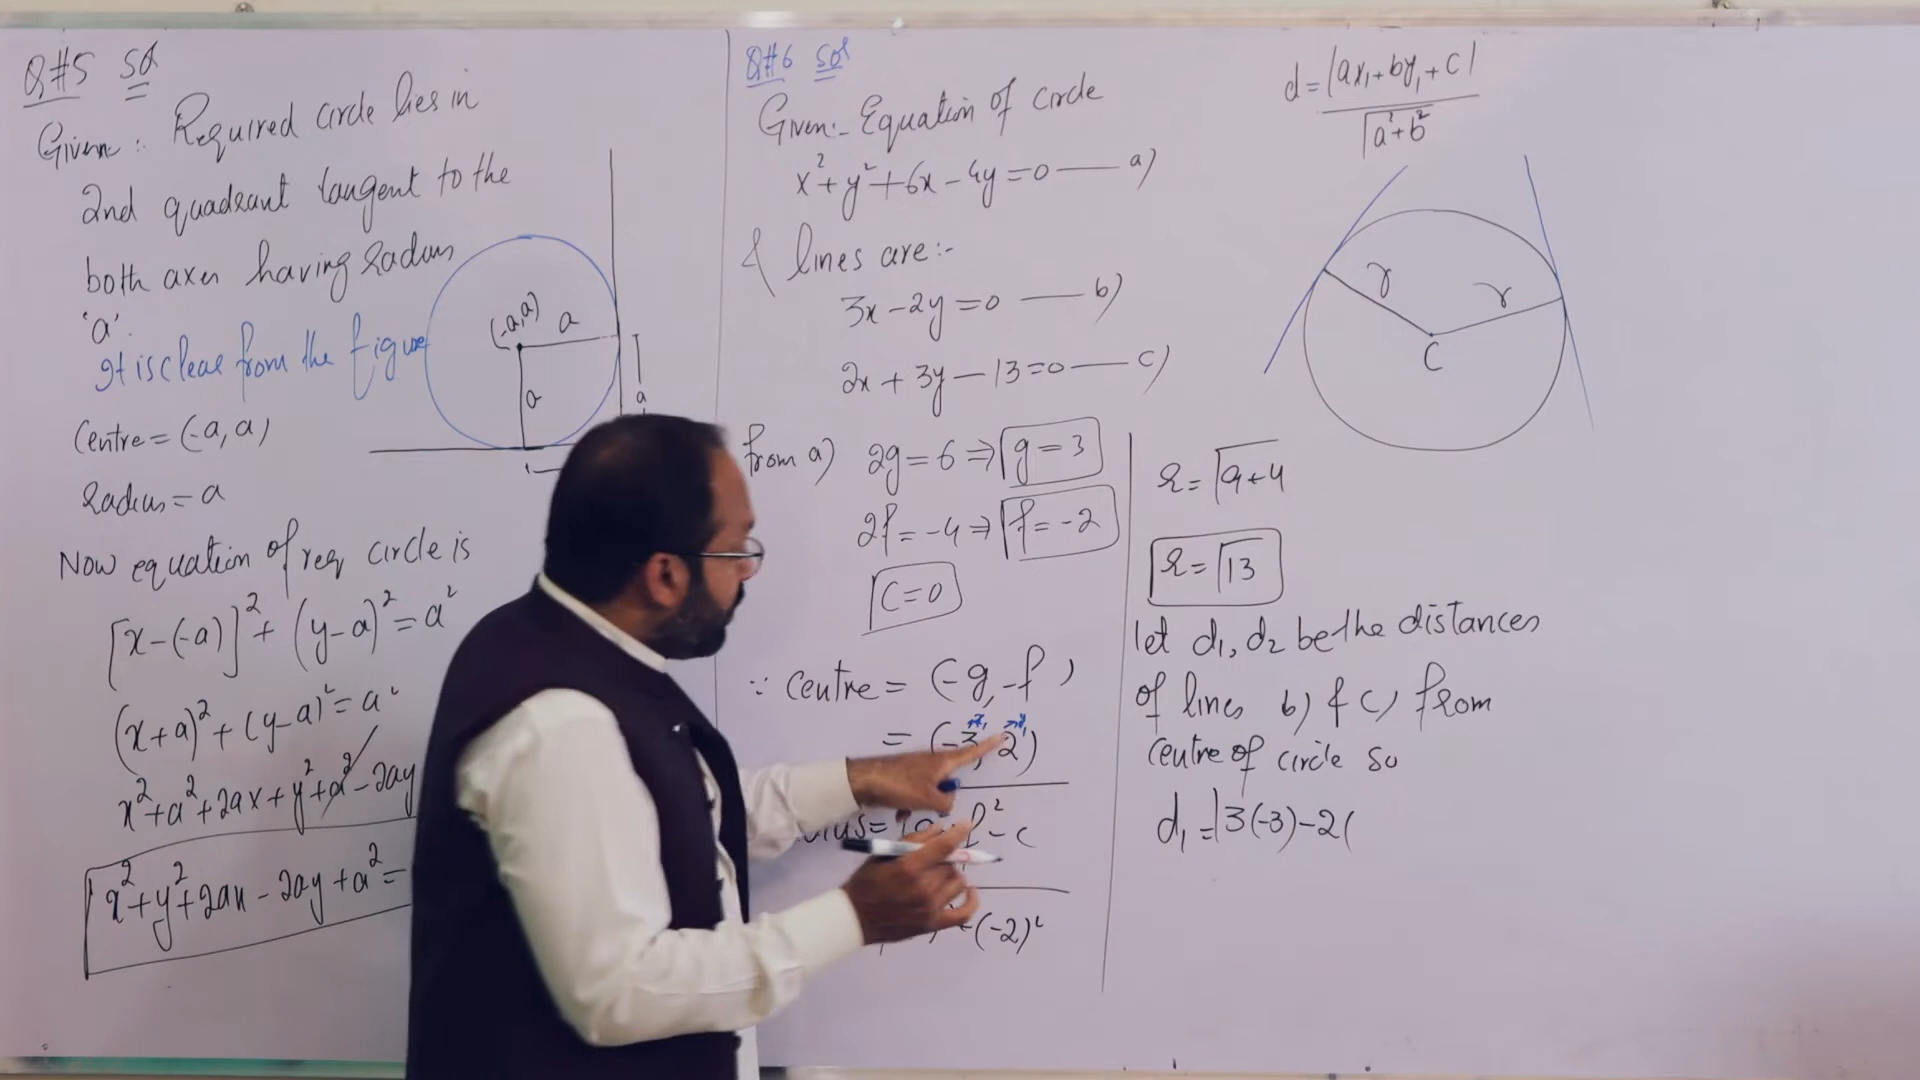 Q#5 Sol
Given:- Required circle lies in
2nd quadrant tangent to the
both axes having radius
'a'.
It is clear from the figure
Centre = (-a, a)
radius = a
Now equation of req circle is
[x-(-a)]² + (y-a)² = a²
(x+a)² + (y-a)² = a²
x²+a²+2ax+y²+a²-2ay
x²+y²+2ax-2ay+a²=
(-a,a)
a
a
a
Q#6 Sol
Given:- Equation of circle
x²+y²+6x-4y=0 — a)
& lines are:-
3x-2y=0 — b)
2x+3y-13=0 — c)
from a) 2g=6 ⇒ g=3
2f=-4 ⇒ f=-2
C=0
∵ centre = (-g,-f)
= (-3, 2)
f²-c
(-2)²
d = |ax₁+by₁+c|
√a²+b²
r
r
C
r = √9+4
r = √13
let d₁, d₂ be the distances
of lines b) & c) from
centre of circle so
d₁ = |3(-3)-2(